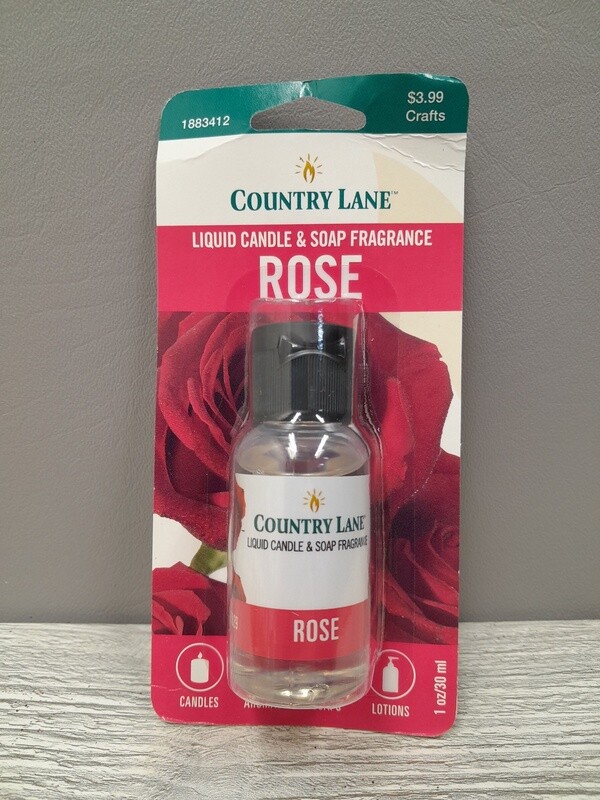 1883412
$3.99
Crafts
COUNTRY LANE™
LIQUID CANDLE & SOAP FRAGRANCE
ROSE
COUNTRY LANE
LIQUID CANDLE & SOAP FRAGRANCE
ROSE
CANDLES
LOTIONS
1 oz/30 ml